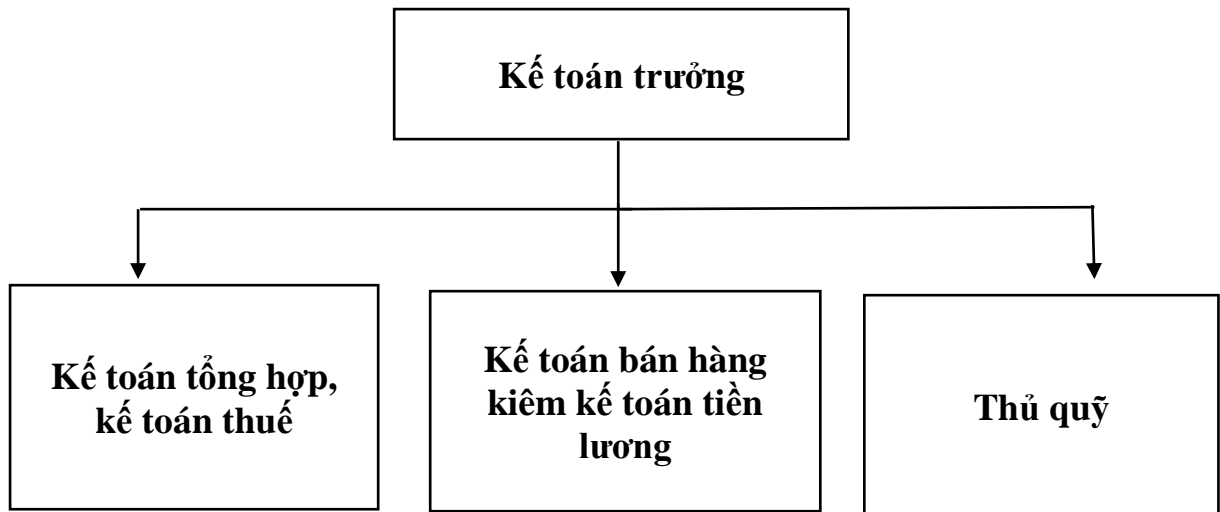 Kế toán trưởng
Kế toán tổng hợp,
kế toán thuế
Kế toán bán hàng
kiêm kế toán tiền
lương
Thủ quỹ